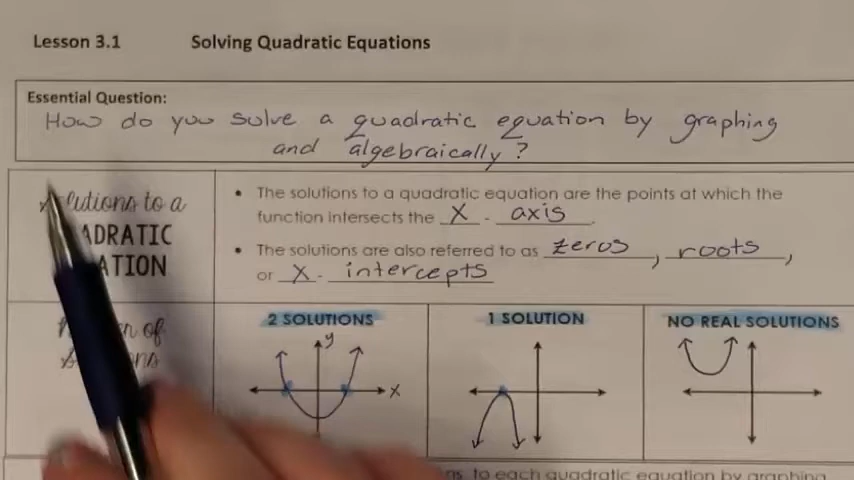 Lesson 3.1 Solving Quadratic Equations
Essential Question:
How do you solve a quadratic equation by graphing
and algebraically?
to a
• The solutions to a quadratic equation are the points at which the
function intersects the X - axis.
• The solutions are also referred to as zeros, roots,
or X - intercepts
of
2 SOLUTIONS 1 SOLUTION NO REAL SOLUTIONS
y
x
to each quadratic equation by graphing